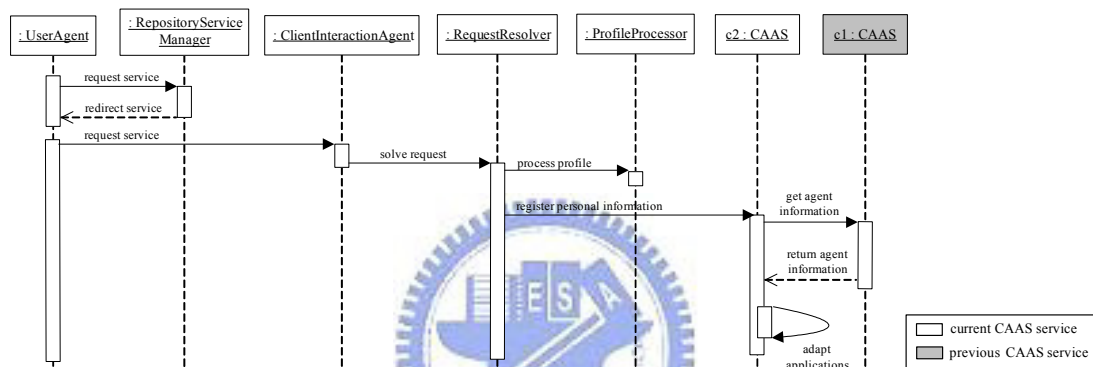 : UserAgent
: RepositoryService
Manager
: ClientInteractionAgent
: RequestResolver
: ProfileProcessor
c2 : CAAS
c1 : CAAS
request service
redirect service
request service
solve request
process profile
register personal information
get agent
information
return agent
information
adapt
applications
current CAAS service
previous CAAS service
E S A